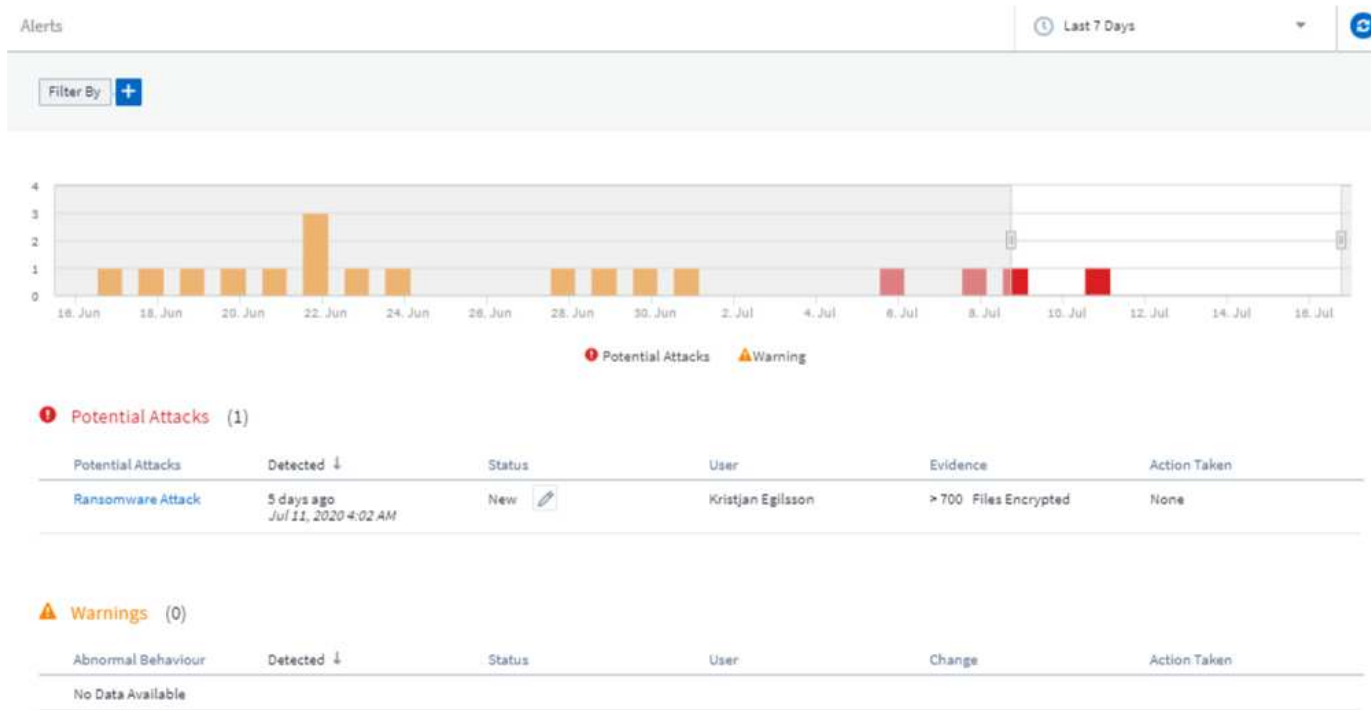 Alerts
Last 7 Days
Filter By +
4
3
2
1
0
16. Jun 18. Jun 20. Jun 22. Jun 24. Jun 26. Jun 28. Jun 30. Jun 2. Jul 4. Jul 6. Jul 8. Jul 10. Jul 12. Jul 14. Jul 16. Jul
Potential Attacks Warning
Potential Attacks (1)
Potential Attacks Detected ↓ Status User Evidence Action Taken
Ransomware Attack 5 days ago New Kristjan Egilsson > 700 Files Encrypted None
Jul 11, 2020 4:02 AM
Warnings (0)
Abnormal Behaviour Detected ↓ Status User Change Action Taken
No Data Available